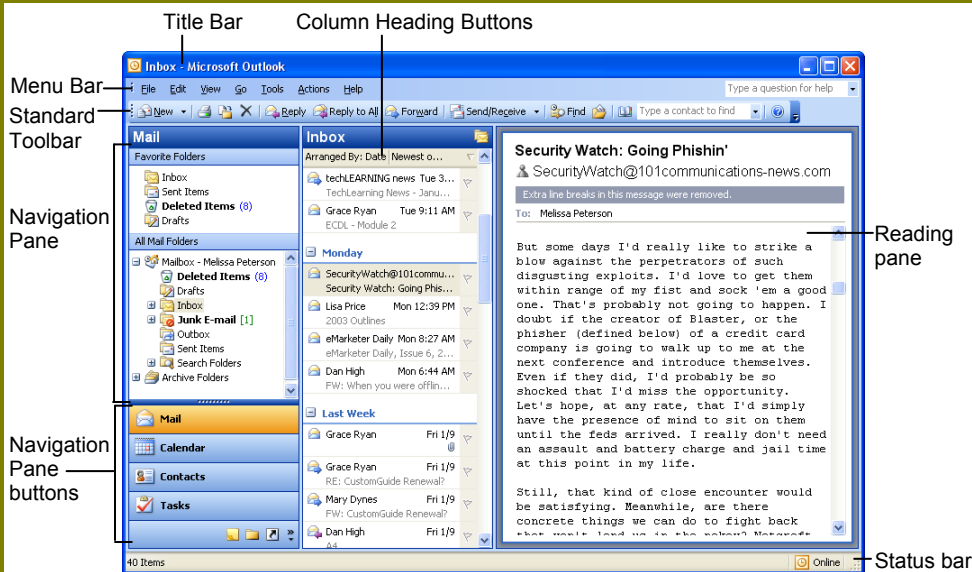 Title Bar
Column Heading Buttons
Menu Bar
Standard
Toolbar
Navigation
Pane
Navigation
Pane
buttons
Reading
pane
Status bar
Inbox - Microsoft Outlook
File Edit View Go Tools Actions Help
Type a question for help
New Reply Reply to All Forward Send/Receive Find Type a contact to find
Mail
Favorite Folders
Inbox
Sent Items
Deleted Items (8)
Drafts
All Mail Folders
Mailbox - Melissa Peterson
Deleted Items (8)
Drafts
Inbox
Junk E-mail [1]
Outbox
Sent Items
Search Folders
Archive Folders
Mail
Calendar
Contacts
Tasks
Inbox
Arranged By: Date Newest o...
techLEARNING news Tue 3...
TechLearning News - Janu...
Grace Ryan Tue 9:11 AM
ECDL - Module 2
Monday
SecurityWatch@101commu...
Security Watch: Going Phis...
Lisa Price Mon 12:39 PM
2003 Outlines
eMarketer Daily Mon 8:27 AM
eMarketer Daily, Issue 6, 2...
Dan High Mon 6:44 AM
FW: When you were offlin...
Last Week
Grace Ryan Fri 1/9
Grace Ryan Fri 1/9
RE: CustomGuide Renewal?
Mary Dynes Fri 1/9
FW: CustomGuide Renewal?
Dan High Fri 1/9
A4
Security Watch: Going Phishin'
SecurityWatch@101communications-news.com
Extra line breaks in this message were removed.
To: Melissa Peterson
But some days I'd really like to strike a
blow against the perpetrators of such
disgusting exploits. I'd love to get them
within range of my fist and sock 'em a good
one. That's probably not going to happen. I
doubt if the creator of Blaster, or the
phisher (defined below) of a credit card
company is going to walk up to me at the
next conference and introduce themselves.
Even if they did, I'd probably be so
shocked that I'd miss the opportunity.
Let's hope, at any rate, that I'd simply
have the presence of mind to sit on them
until the feds arrived. I really don't need
an assault and battery charge and jail time
at this point in my life.
Still, that kind of close encounter would
be satisfying. Meanwhile, are there
concrete things we can do to fight back
that won't land us in the pokey? Netcraft
40 Items
Online